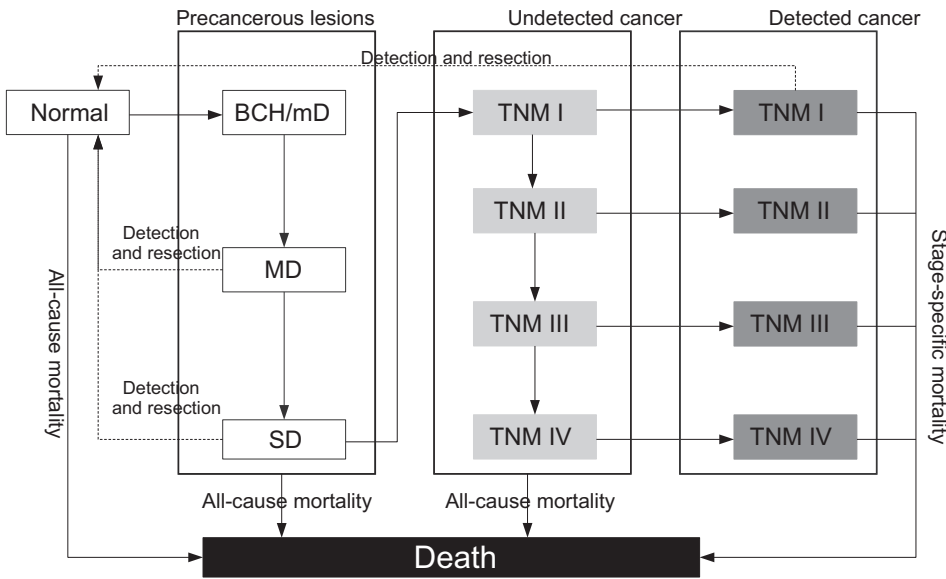 Precancerous lesions
Undetected cancer
Detected cancer
Detection and resection
Normal
BCH/mD
TNM I
TNM I
TNM II
TNM II
Detection
and resection
MD
All-cause mortality
Stage-specific mortality
TNM III
TNM III
Detection
and resection
SD
TNM IV
TNM IV
All-cause mortality
All-cause mortality
Death